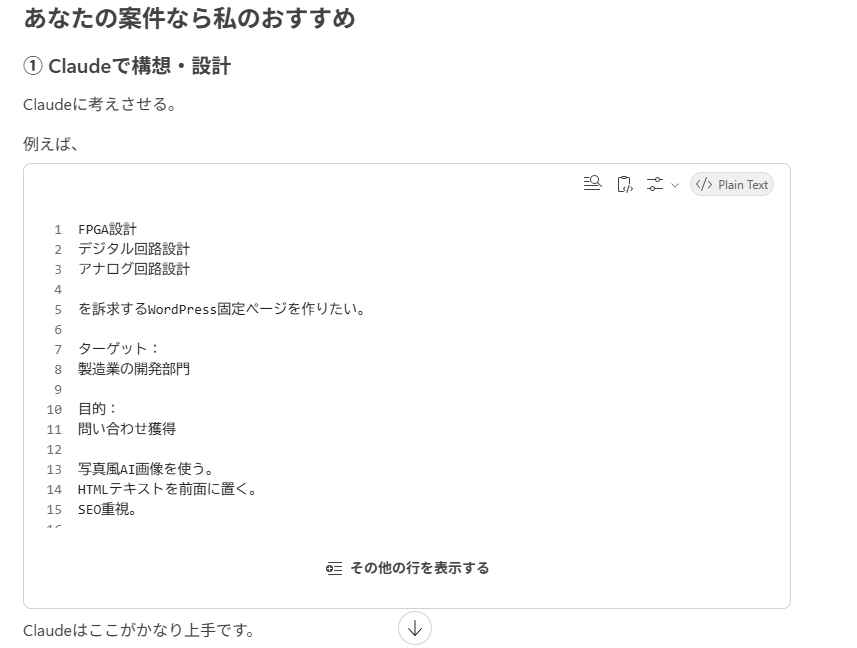 あなたの案件なら私のおすすめ
① Claudeで構想・設計
Claudeに考えさせる。
例えば、
Plain Text
1 FPGA設計
2 デジタル回路設計
3 アナログ回路設計
4
5 を訴求するWordPress固定ページを作りたい。
6
7 ターゲット：
8 製造業の開発部門
9
10 目的：
11 問い合わせ獲得
12
13 写真風AI画像を使う。
14 HTMLテキストを前面に置く。
15 SEO重視。
その他の行を表示する
Claudeはここがかなり上手です。